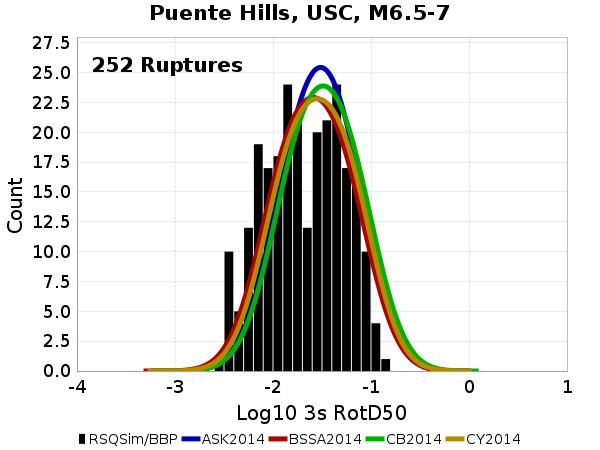 Puente Hills, USC, M6.5-7
252 Ruptures
27.5
25.0
22.5
20.0
17.5
15.0
12.5
10.0
7.5
5.0
2.5
0.0
Count
-4 -3 -2 -1 0 1
Log10 3s RotD50
RSQSim/BBP ASK2014 BSSA2014 CB2014 CY2014